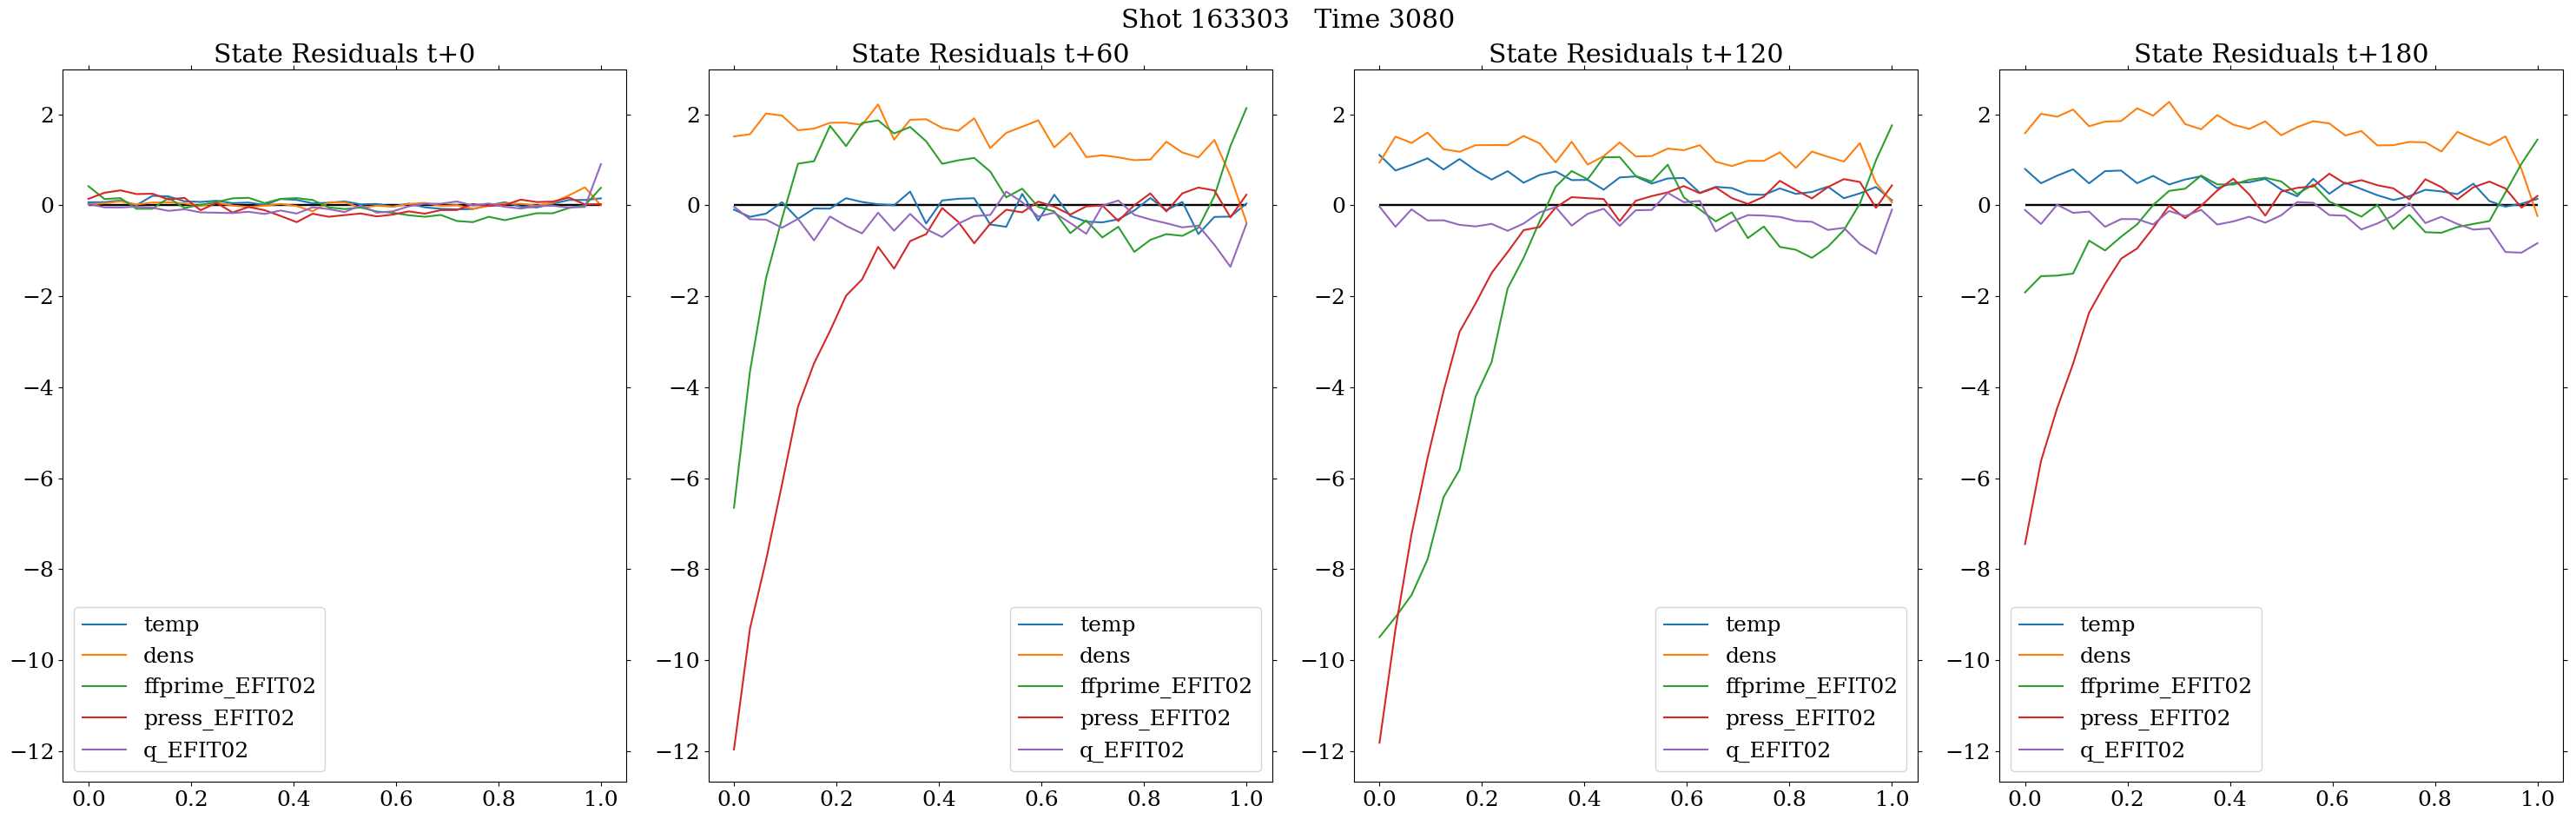 Shot 163303   Time 3080
State Residuals t+0
2
0
−2
−4
−6
−8
−10
−12
0.0 0.2 0.4 0.6 0.8 1.0
temp
dens
ffprime_EFIT02
press_EFIT02
q_EFIT02
State Residuals t+60
2
0
−2
−4
−6
−8
−10
−12
0.0 0.2 0.4 0.6 0.8 1.0
temp
dens
ffprime_EFIT02
press_EFIT02
q_EFIT02
State Residuals t+120
2
0
−2
−4
−6
−8
−10
−12
0.0 0.2 0.4 0.6 0.8 1.0
temp
dens
ffprime_EFIT02
press_EFIT02
q_EFIT02
State Residuals t+180
2
0
−2
−4
−6
−8
−10
−12
0.0 0.2 0.4 0.6 0.8 1.0
temp
dens
ffprime_EFIT02
press_EFIT02
q_EFIT02